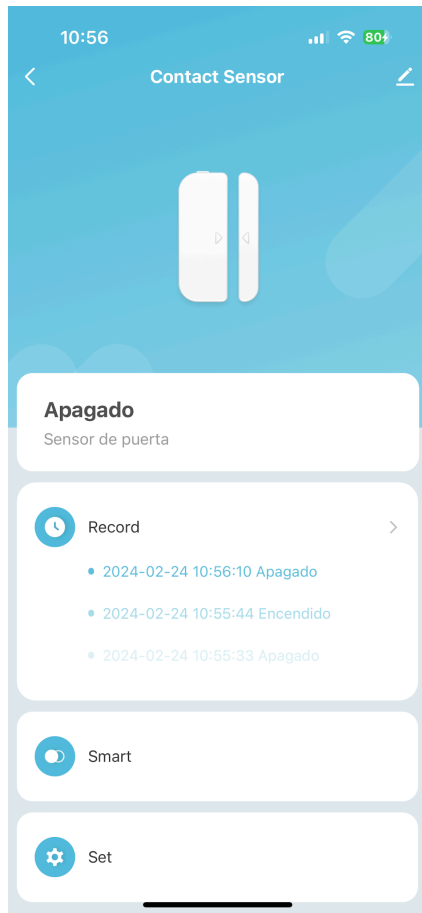 10:56
80
Contact Sensor
Apagado
Sensor de puerta
Record
2024-02-24 10:56:10 Apagado
2024-02-24 10:55:44 Encendido
2024-02-24 10:55:33 Apagado
Smart
Set